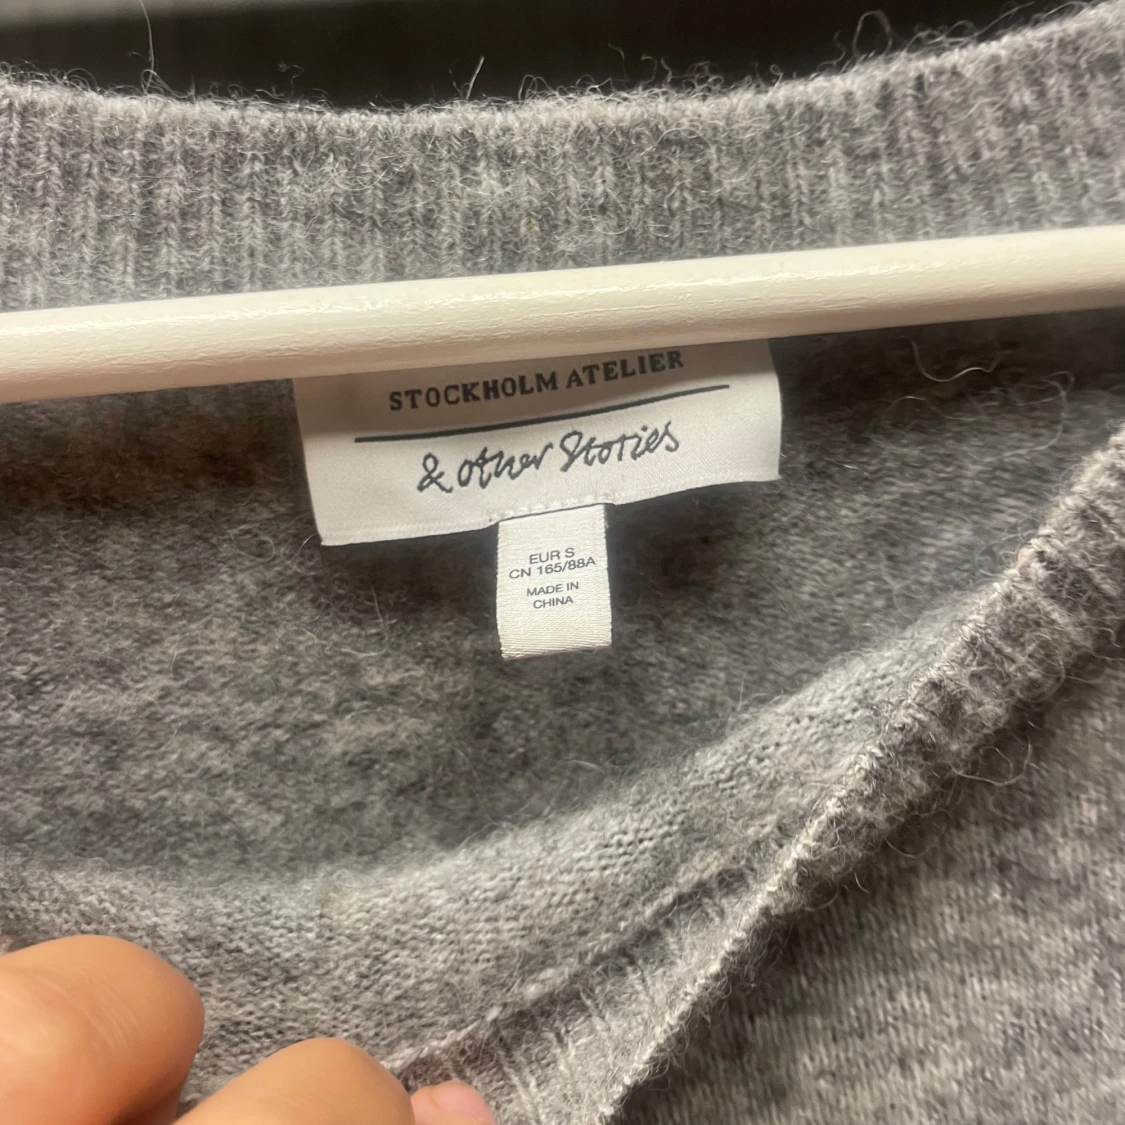 STOCKHOLM ATELIER
& other Stories
EUR S
CN 165/88A
MADE IN
CHINA